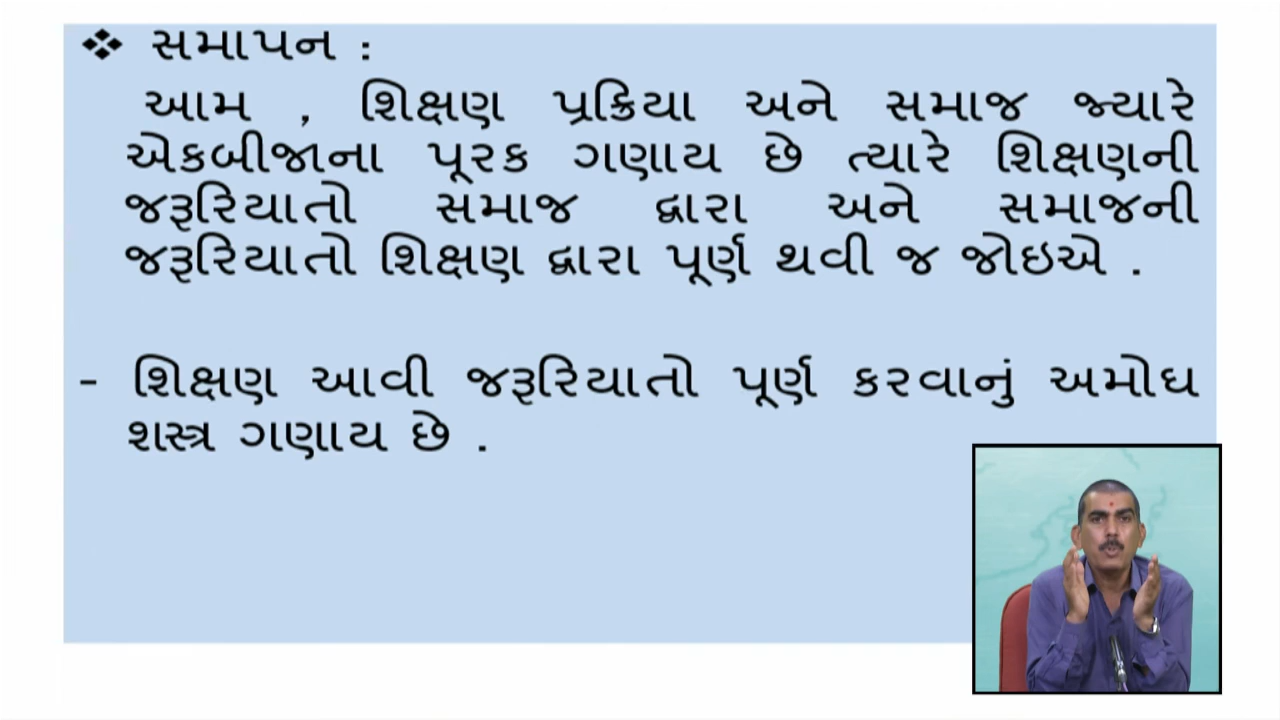 ❖ સમાપન :
આમ , શિક્ષણ પ્રક્રિયા અને સમાજ જ્યારે
એકબીજાના પૂરક ગણાય છે ત્યારે શિક્ષણની
જરૂરિયાતો સમાજ દ્વારા અને સમાજની
જરૂરિયાતો શિક્ષણ દ્વારા પૂર્ણ થવી જ જોઇએ .
- શિક્ષણ આવી જરૂરિયાતો પૂર્ણ કરવાનું અમોઘ
શસ્ત્ર ગણાય છે .